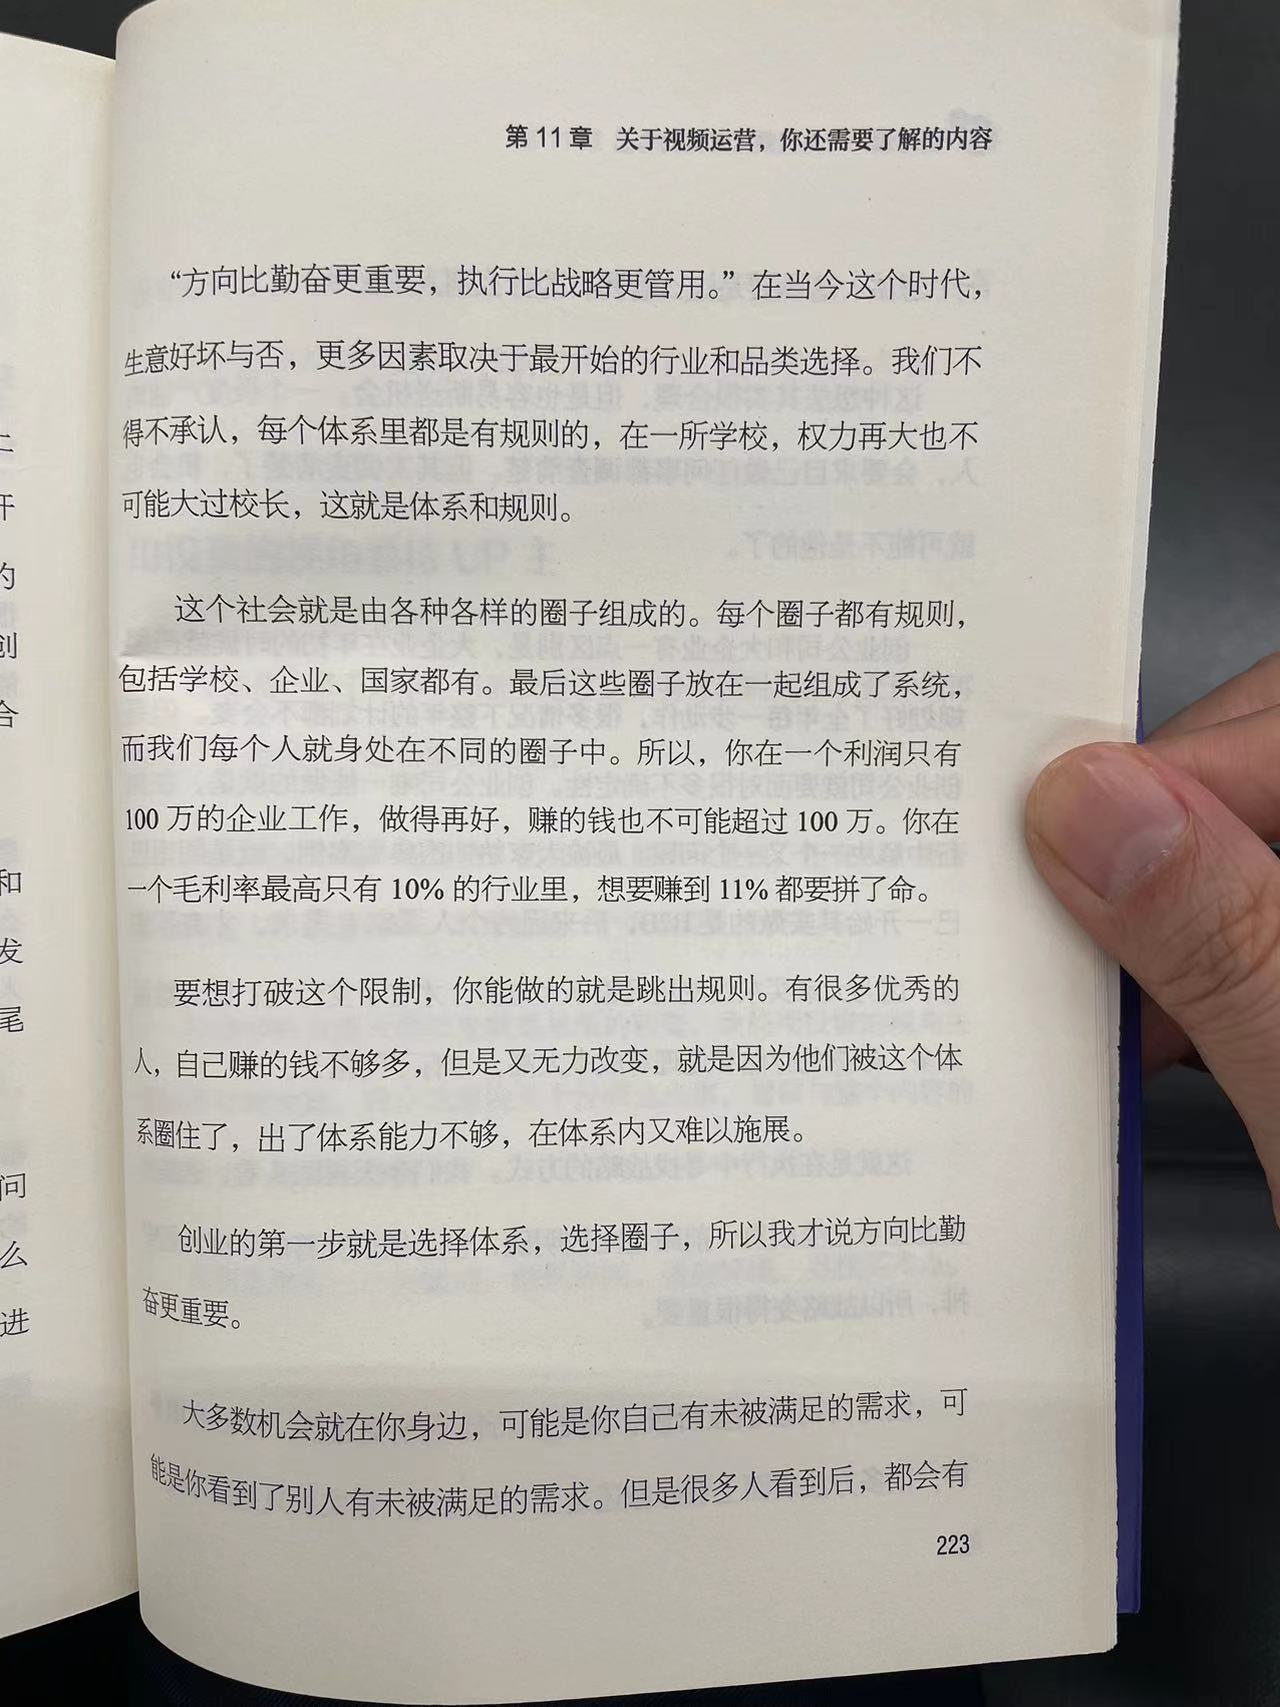 第 11 章 关于视频运营，你还需要了解的内容
“方向比勤奋更重要，执行比战略更管用。”在当今这个时代，
生意好坏与否，更多因素取决于最开始的行业和品类选择。我们不
得不承认，每个体系里都是有规则的，在一所学校，权力再大也不
可能大过校长，这就是体系和规则。
这个社会就是由各种各样的圈子组成的。每个圈子都有规则，
包括学校、企业、国家都有。最后这些圈子放在一起组成了系统，
而我们每个人就身处在不同的圈子中。所以，你在一个利润只有
100 万的企业工作，做得再好，赚的钱也不可能超过 100 万。你在
一个毛利率最高只有 10% 的行业里，想要赚到 11% 都要拼了命。
要想打破这个限制，你能做的就是跳出规则。有很多优秀的
人，自己赚的钱不够多，但是又无力改变，就是因为他们被这个体
系圈住了，出了体系能力不够，在体系内又难以施展。
创业的第一步就是选择体系，选择圈子，所以我才说方向比勤
奋更重要。
大多数机会就在你身边，可能是你自己有未被满足的需求，可
能是你看到了别人有未被满足的需求。但是很多人看到后，都会有
223
开
的
创
合
和
发
尾
问
么
进